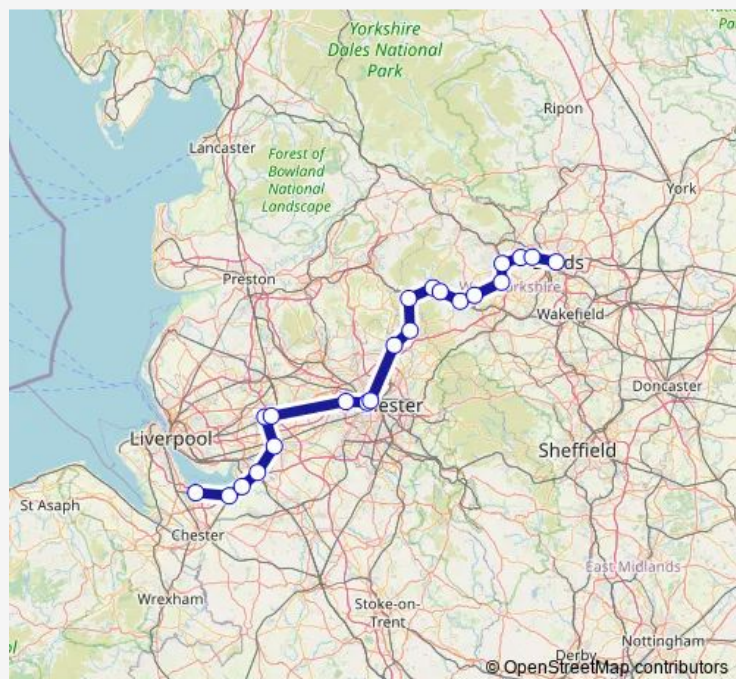 Yorkshire
Dales National
Park
Ripon
Lancaster
Forest of
Bowland
National
Landscape
York
Preston
Wakefield
Doncaster
Liverpool
Sheffield
St Asaph
Chester
Wrexham
East Midlands
Stoke-on-
Trent
Nottingham
Derby
© OpenStreetMap contributors